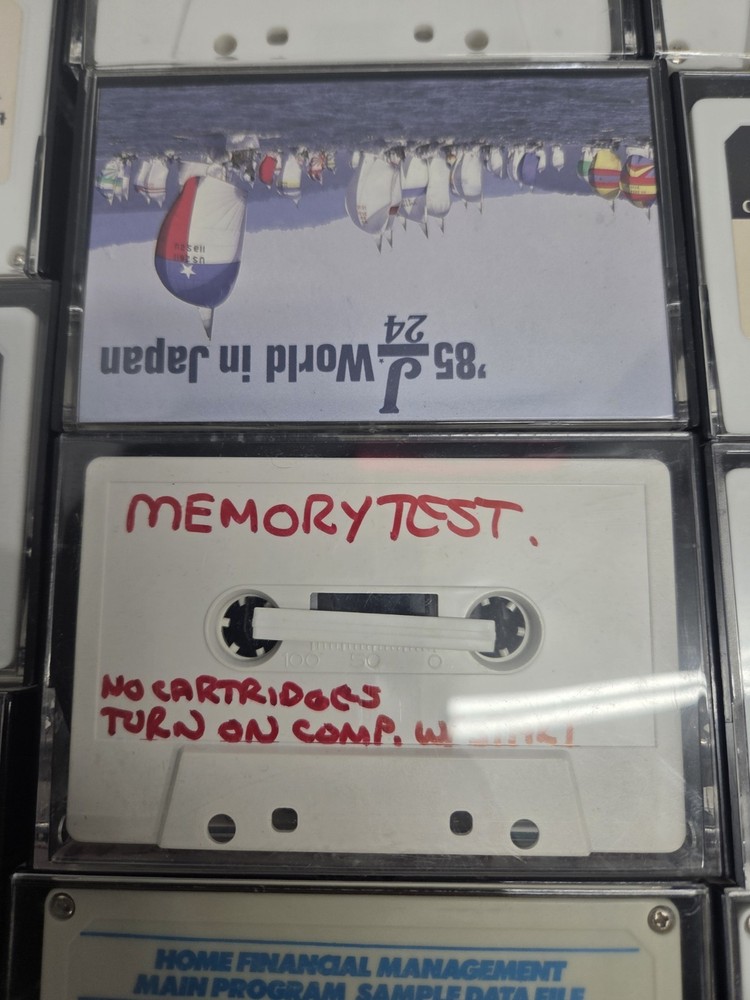 '85 J/24 World in Japan
MEMORY TEST.
100 50 0
NO CARTRIDGES
TURN ON COMP. W/ START
HOME FINANCIAL MANAGEMENT
MAIN PROGRAM SAMPLE DATA FILE